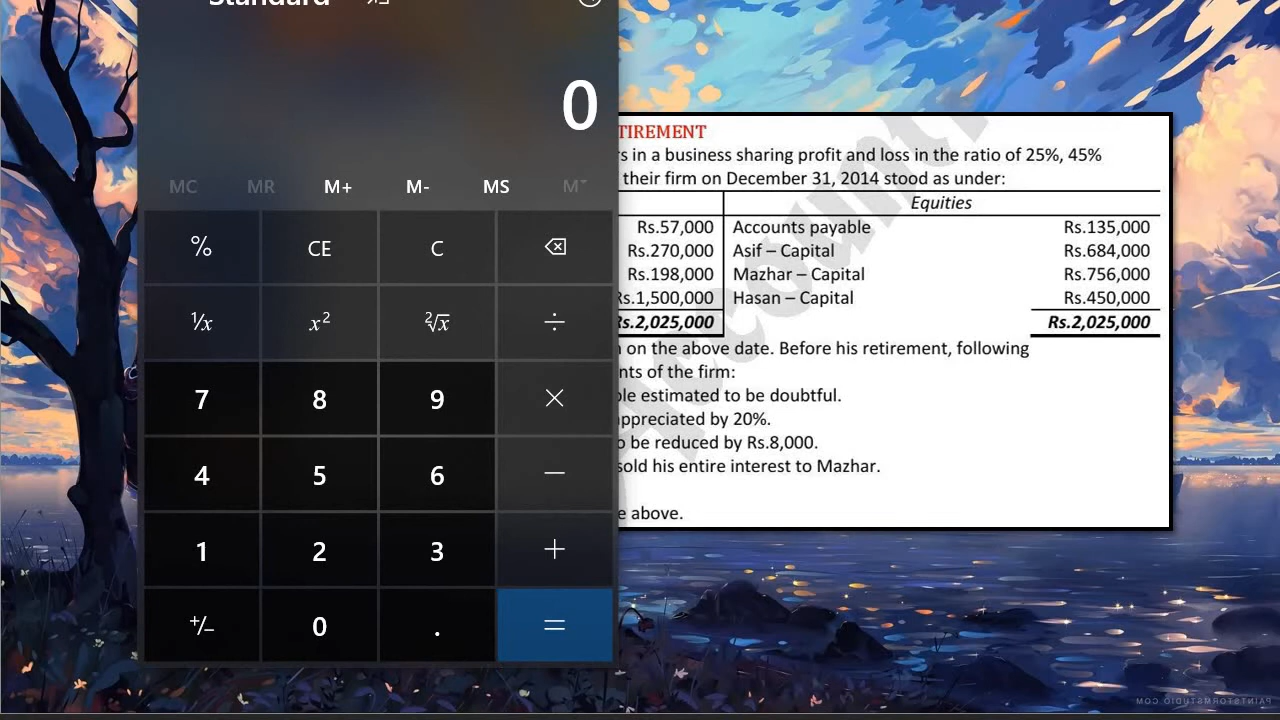 Standard
0
MC MR M+ M- MS M˅
% CE C
¹/x x² ²√x ÷
7 8 9 ×
4 5 6 −
1 2 3 +
+/− 0 . =
in a business sharing profit and loss in the ratio of 25%, 45%
their firm on December 31, 2014 stood as under:
Equities
Rs.57,000 Accounts payable Rs.135,000
Rs.270,000 Asif – Capital Rs.684,000
Rs.198,000 Mazhar – Capital Rs.756,000
Rs.1,500,000 Hasan – Capital Rs.450,000
Rs.2,025,000 Rs.2,025,000
on the above date. Before his retirement, following
of the firm:
estimated to be doubtful.
by 20%.
be reduced by Rs.8,000.
sold his entire interest to Mazhar.
above.
Accounting
PAINTSTORMSTUDIO.COM